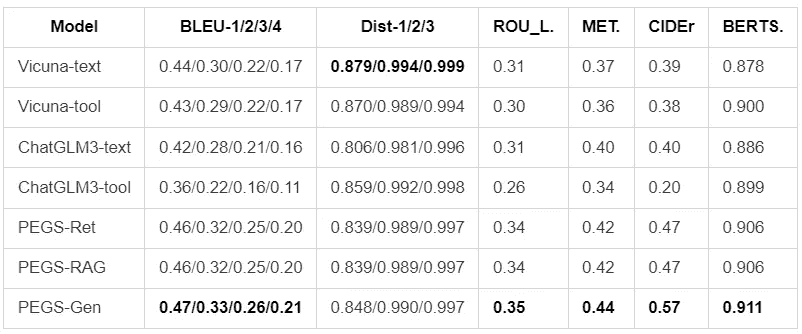 Model BLEU-1/2/3/4 Dist-1/2/3 ROU_L. MET. CIDEr BERTS.
Vicuna-text 0.44/0.30/0.22/0.17 0.879/0.994/0.999 0.31 0.37 0.39 0.878
Vicuna-tool 0.43/0.29/0.22/0.17 0.870/0.989/0.994 0.30 0.36 0.38 0.900
ChatGLM3-text 0.42/0.28/0.21/0.16 0.806/0.981/0.996 0.31 0.40 0.40 0.886
ChatGLM3-tool 0.36/0.22/0.16/0.11 0.859/0.992/0.998 0.26 0.34 0.20 0.899
PEGS-Ret 0.46/0.32/0.25/0.20 0.839/0.989/0.997 0.34 0.42 0.47 0.906
PEGS-RAG 0.46/0.32/0.25/0.20 0.839/0.989/0.997 0.34 0.42 0.47 0.906
PEGS-Gen 0.47/0.33/0.26/0.21 0.848/0.990/0.997 0.35 0.44 0.57 0.911